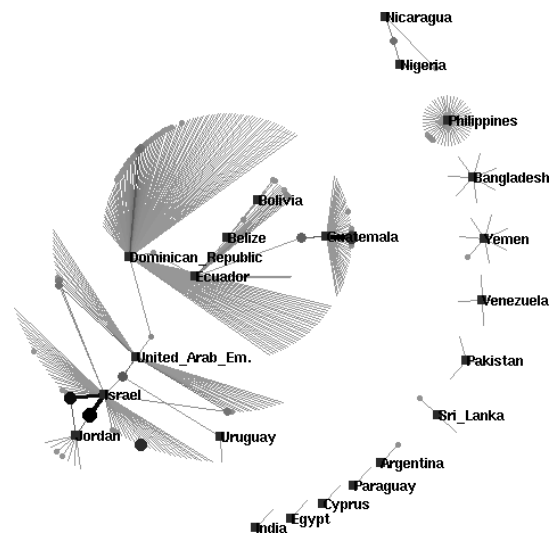 Nicaragua
Nigeria
Philippines
Bangladesh
Bolivia
Belize
Guatemala
Yemen
Dominican_Republic
Ecuador
Venezuela
United_Arab_Em.
Pakistan
Israel
Sri_Lanka
Jordan
Uruguay
Argentina
Paraguay
Cyprus
Egypt
India